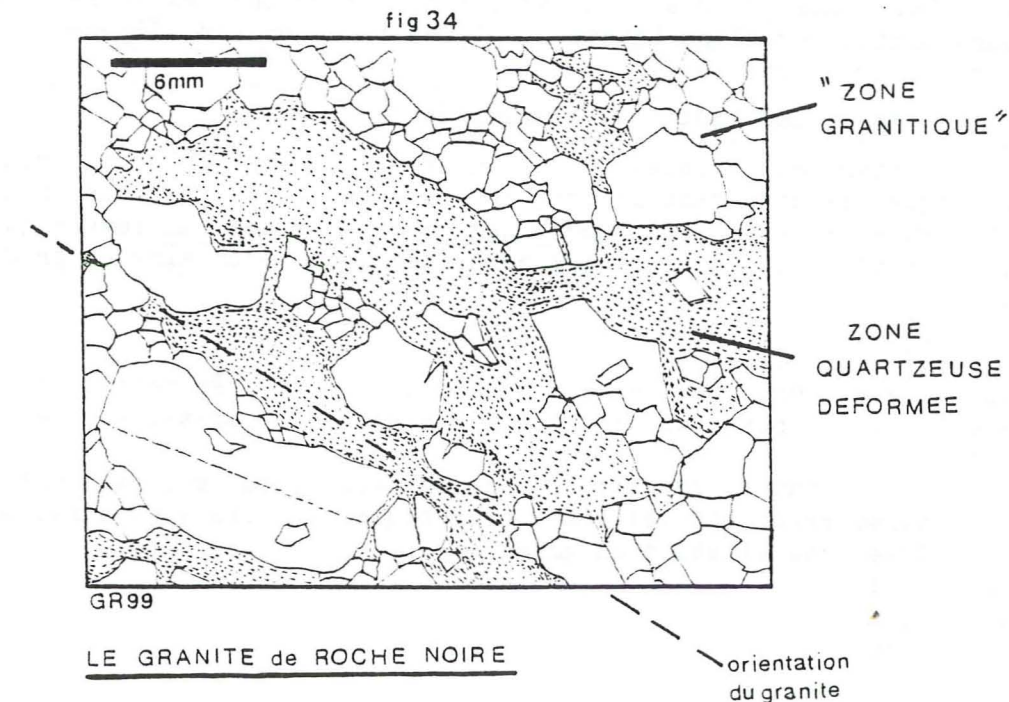 fig 34
6mm
"ZONE
GRANITIQUE"
ZONE
QUARTZEUSE
DEFORMEE
GR99
LE GRANITE de ROCHE NOIRE
orientation
du granite